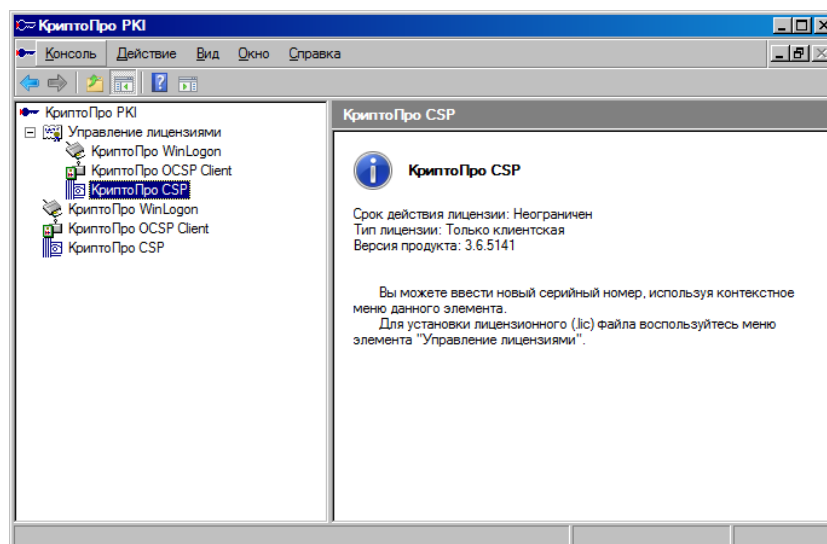 КриптоПро PKI
Консоль Действие Вид Окно Справка
КриптоПро PKI
Управление лицензиями
КриптоПро WinLogon
КриптоПро OCSP Client
КриптоПро CSP
КриптоПро WinLogon
КриптоПро OCSP Client
КриптоПро CSP
КриптоПро CSP
КриптоПро CSP
Срок действия лицензии: Неограничен
Тип лицензии: Только клиентская
Версия продукта: 3.6.5141
Вы можете ввести новый серийный номер, используя контекстное
меню данного элемента.
Для установки лицензионного (.lic) файла воспользуйтесь меню
элемента "Управление лицензиями".